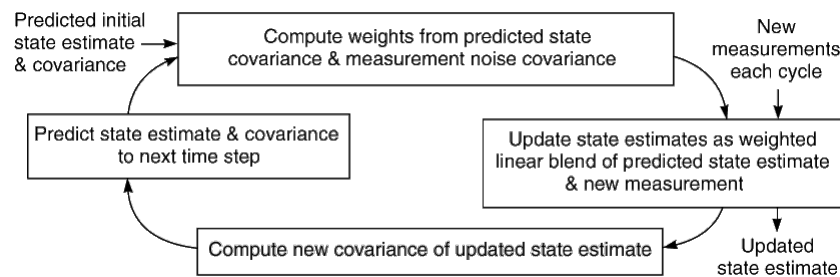 Predicted initial
state estimate
& covariance
Compute weights from predicted state
covariance & measurement noise covariance
New
measurements
each cycle
Predict state estimate & covariance
to next time step
Update state estimates as weighted
linear blend of predicted state estimate
& new measurement
Compute new covariance of updated state estimate
Updated
state estimate